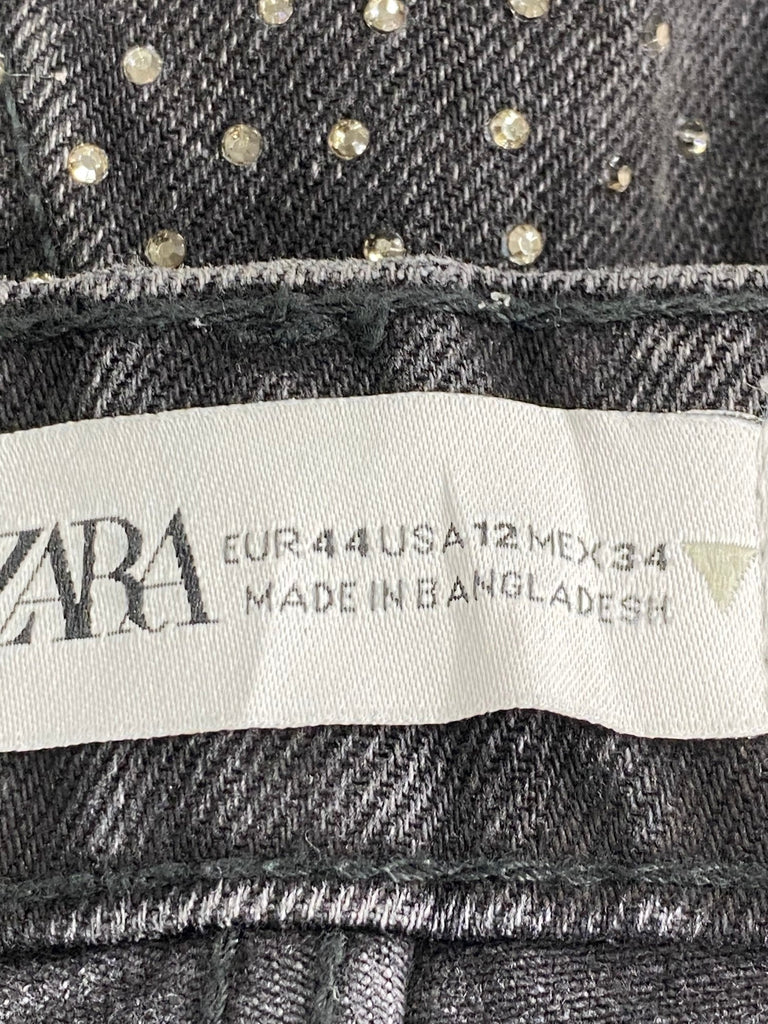 ZARA
EUR 44 USA 12 MEX 34
MADE IN BANGLADESH